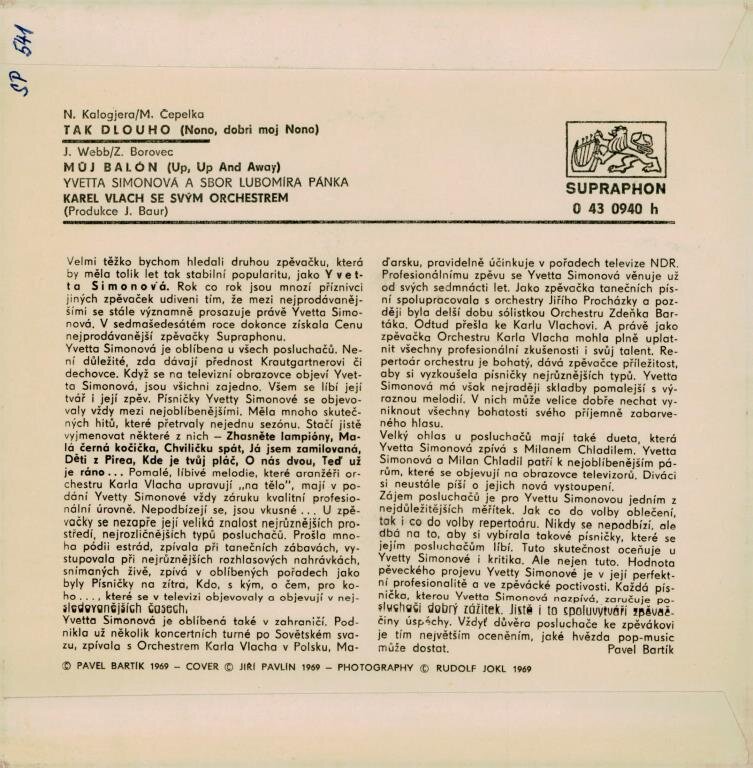 SP 541
N. Kalogjera/M. Čepelka
TAK DLOUHO (Nono, dobri moj Nono)
J. Webb/Z. Borovec
MŮJ BALÓN (Up, Up And Away)
YVETTA SIMONOVÁ A SBOR LUBOMÍRA PÁNKA
KAREL VLACH SE SVÝM ORCHESTREM
(Produkce J. Baur)
SUPRAPHON
0 43 0940 h
Velmi těžko bychom hledali druhou zpěvačku, která
by měla tolik let tak stabilní popularitu, jako Yvet-
ta Simonová. Rok co rok jsou mnozí příznivci
jiných zpěvaček udiveni tím, že mezi nejprodávaněj-
šími se stále významně prosazuje právě Yvetta Simo-
nová. V sedmašedesátém roce dokonce získala Cenu
nejprodávanější zpěvačky Supraphonu.
Yvetta Simonová je oblíbena u všech posluchačů. Ne-
ní důležité, zda dávají přednost Krautgartnerovi či
dechovce. Když se na televizní obrazovce objeví Yvet-
ta Simonová, jsou všichni zajedno. Všem se líbí její
tvář i její zpěv. Písničky Yvetty Simonové se objevo-
valy vždy mezi nejoblíbenějšími. Měla mnoho skuteč-
ných hitů, které přetrvaly nejednu sezónu. Stačí jistě
vyjmenovat některé z nich – Zhasněte lampióny, Ma-
lá černá kočička, Chviličku spát, Já jsem zamilovaná,
Děti z Pirea, Kde je tvůj pláč, O nás dvou, Teď už
je ráno... Pomalé, líbivé melodie, které aranžéři or-
chestru Karla Vlacha upravují „na tělo", mají v po-
dání Yvetty Simonové vždy záruku kvalitní profesio-
nální úrovně. Nepodbízejí se, jsou vkusné... U zpě-
vačky se nezapře její veliká znalost nejrůznějších pro-
středí, nejrozličnějších typů posluchačů. Prošla mno-
ha pódii estrád, zpívala při tanečních zábavách, vy-
stupovala při nejrůznějších rozhlasových nahrávkách,
snímaných živě, zpívá v oblíbených pořadech jako
byly Písničky na zítra, Kdo, s kým, o čem, pro ko-
ho..., které se v televizi objevovaly a objevují v nej-
sledovanějších časech.
Yvetta Simonová je oblíbená také v zahraničí. Pod-
nikla už několik koncertních turné po Sovětském sva-
zu, zpívala s Orchestrem Karla Vlacha v Polsku, Ma-
ďarsku, pravidelně účinkuje v pořadech televize NDR.
Profesionálnímu zpěvu se Yvetta Simonová věnuje už
od svých sedmnácti let. Jako zpěvačka tanečních pís-
ní spolupracovala s orchestry Jiřího Procházky a poz-
ději byla delší dobu sólistkou Orchestru Zdeňka Bar-
táka. Odtud přešla ke Karlu Vlachovi. A právě jako
zpěvačka Orchestru Karla Vlacha mohla plně uplat-
nit všechny profesionální zkušenosti i svůj talent. Re-
pertoár orchestru je bohatý, dává zpěvačce příležitost,
aby si vyzkoušela písničky nejrůznějších typů. Yvetta
Simonová má však nejraději skladby pomalejší s vý-
raznou melodií. V nich může velice dobře nechat vy-
niknout všechny bohatosti svého příjemně zabarve-
ného hlasu.
Velký ohlas u posluchačů mají také dueta, která
Yvetta Simonová zpívá s Milanem Chladilem. Yvetta
Simonová a Milan Chladil patří k nejoblíbenějším pá-
rům, které se objevují na obrazovce televizorů. Diváci
si neustále píší o jejich nová vystoupení.
Zájem posluchačů je pro Yvettu Simonovou jedním z
nejdůležitějších měřítek. Jak co do volby oblečení,
tak i co do volby repertoáru. Nikdy se nepodbízí, ale
dbá na to, aby si vybírala takové písničky, které se
jejím posluchačům líbí. Tuto skutečnost oceňuje u
Yvetty Simonové i kritika. Ale nejen tuto. Hodnota
pěveckého projevu Yvetty Simonové je v její perfekt-
ní profesionalitě a ve zpěvácké poctivosti. Každá pís-
nička, kterou Yvetta Simonová nazpívá, zaručuje po-
sluchači dobrý zážitek. Jistě i to spoluvytváří zpěvač-
činy úspěchy. Vždyť důvěra posluchače ke zpěvákovi
je tím největším oceněním, jaké hvězda pop-music
může dostat.
Pavel Bartík
© PAVEL BARTÍK 1969 – COVER © JIŘÍ PAVLÍN 1969 – PHOTOGRAPHY © RUDOLF JOKL 1969